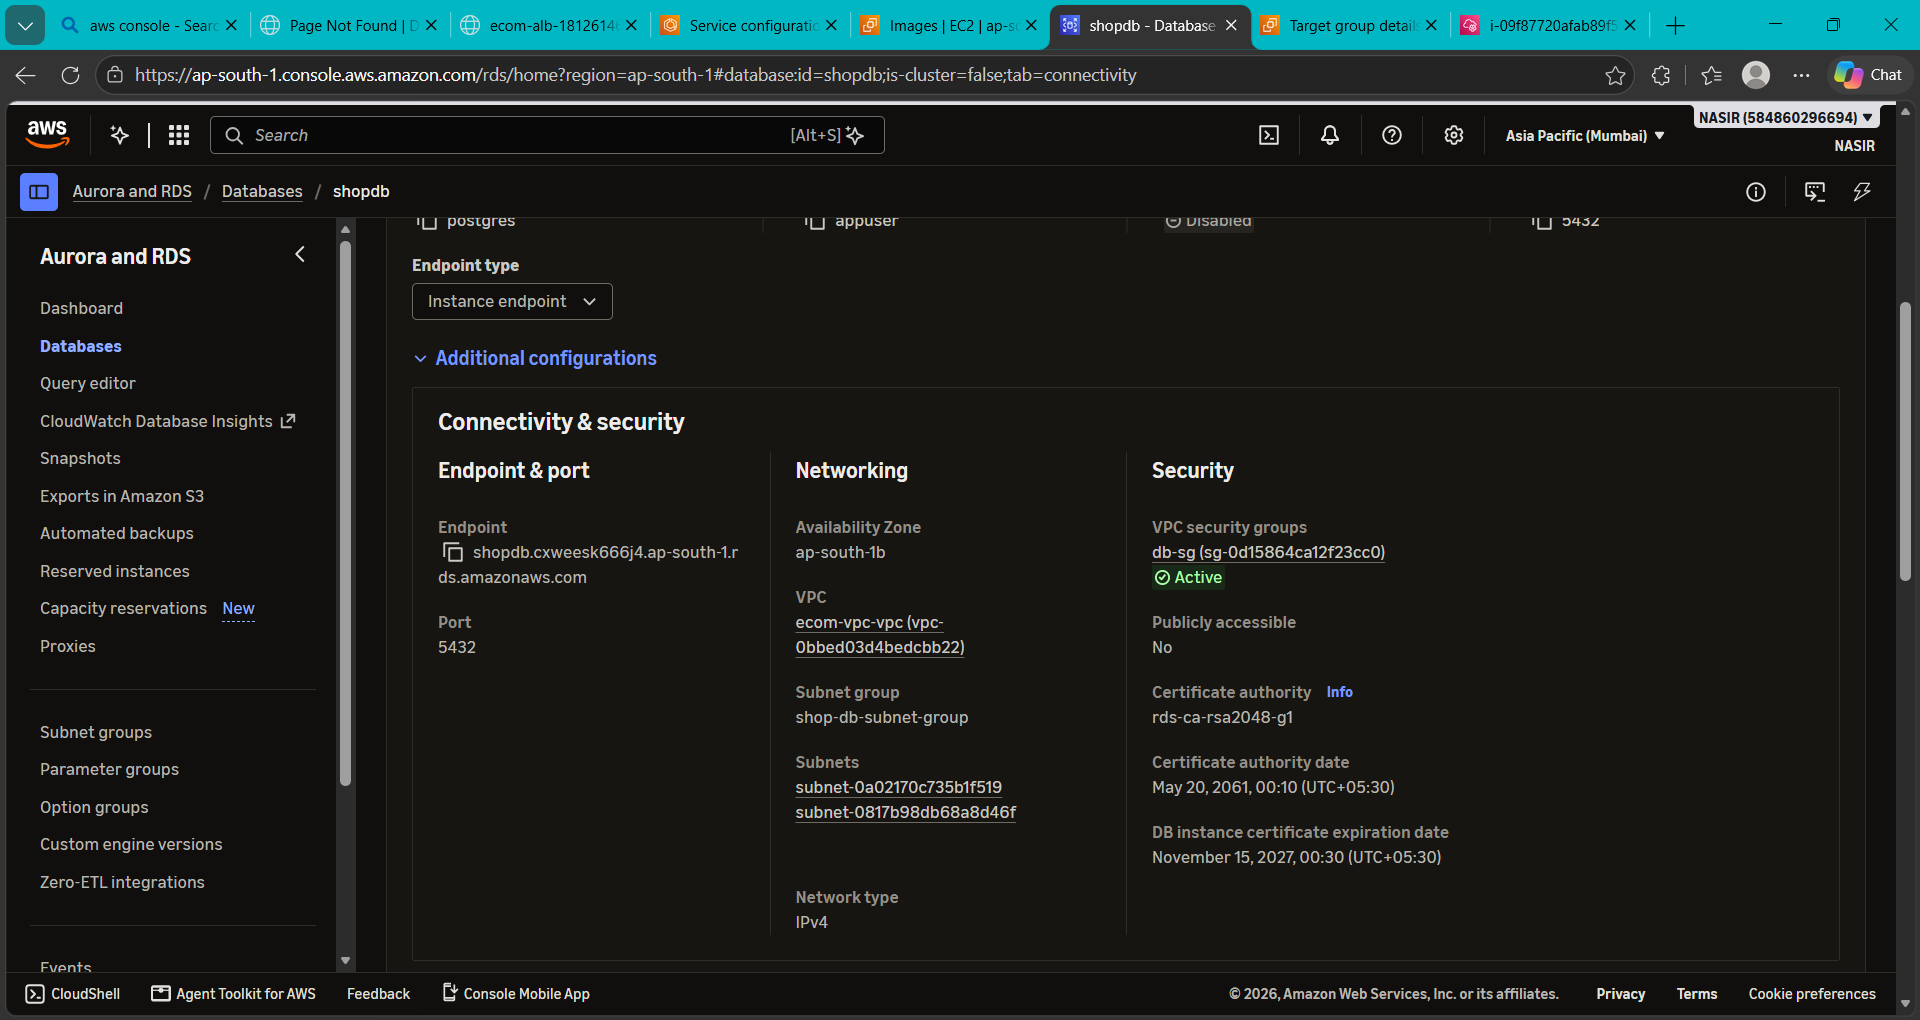 aws console - Searc
Page Not Found | D
ecom-alb-18126146
Service configuratio
Images | EC2 | ap-so
shopdb - Database
Target group details
i-09f87720afab89f5
https://ap-south-1.console.aws.amazon.com/rds/home?region=ap-south-1#database:id=shopdb;is-cluster=false;tab=connectivity
Chat
aws
Search
[Alt+S]
Asia Pacific (Mumbai)
NASIR (584860296694)
NASIR
Aurora and RDS / Databases / shopdb
Aurora and RDS
Dashboard
Databases
Query editor
CloudWatch Database Insights
Snapshots
Exports in Amazon S3
Automated backups
Reserved instances
Capacity reservations New
Proxies
Subnet groups
Parameter groups
Option groups
Custom engine versions
Zero-ETL integrations
Events
postgres
appuser
Disabled
5432
Endpoint type
Instance endpoint
Additional configurations
Connectivity & security
Endpoint & port
Endpoint
shopdb.cxweesk666j4.ap-south-1.r
ds.amazonaws.com
Port
5432
Networking
Availability Zone
ap-south-1b
VPC
ecom-vpc-vpc (vpc-
0bbed03d4bedcbb22)
Subnet group
shop-db-subnet-group
Subnets
subnet-0a02170c735b1f519
subnet-0817b98db68a8d46f
Network type
IPv4
Security
VPC security groups
db-sg (sg-0d15864ca12f23cc0)
Active
Publicly accessible
No
Certificate authority Info
rds-ca-rsa2048-g1
Certificate authority date
May 20, 2061, 00:10 (UTC+05:30)
DB instance certificate expiration date
November 15, 2027, 00:30 (UTC+05:30)
CloudShell
Agent Toolkit for AWS
Feedback
Console Mobile App
© 2026, Amazon Web Services, Inc. or its affiliates.
Privacy
Terms
Cookie preferences